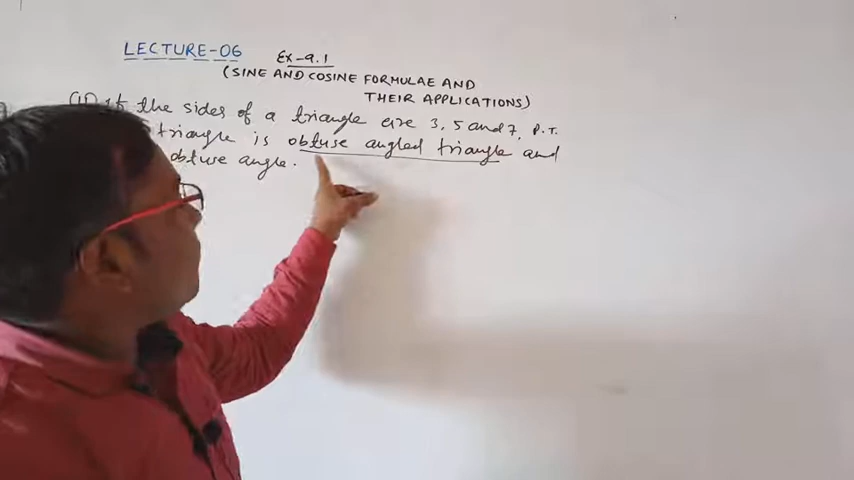 LECTURE-06 Ex-9.1
(SINE AND COSINE FORMULAE AND
THEIR APPLICATIONS)
If the sides of a triangle are 3, 5 and 7, P.T.
triangle is obtuse angled triangle and
obtuse angle.